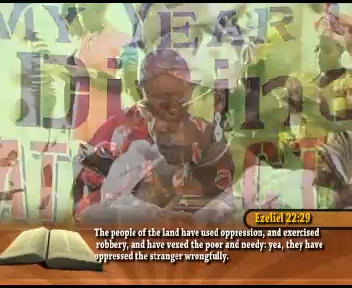 MY YEAR
Divine
Ezeliel 22:29
The people of the land have used oppression, and exercised
robbery, and have vexed the poor and needy: yea, they have
oppressed the stranger wrongfully.